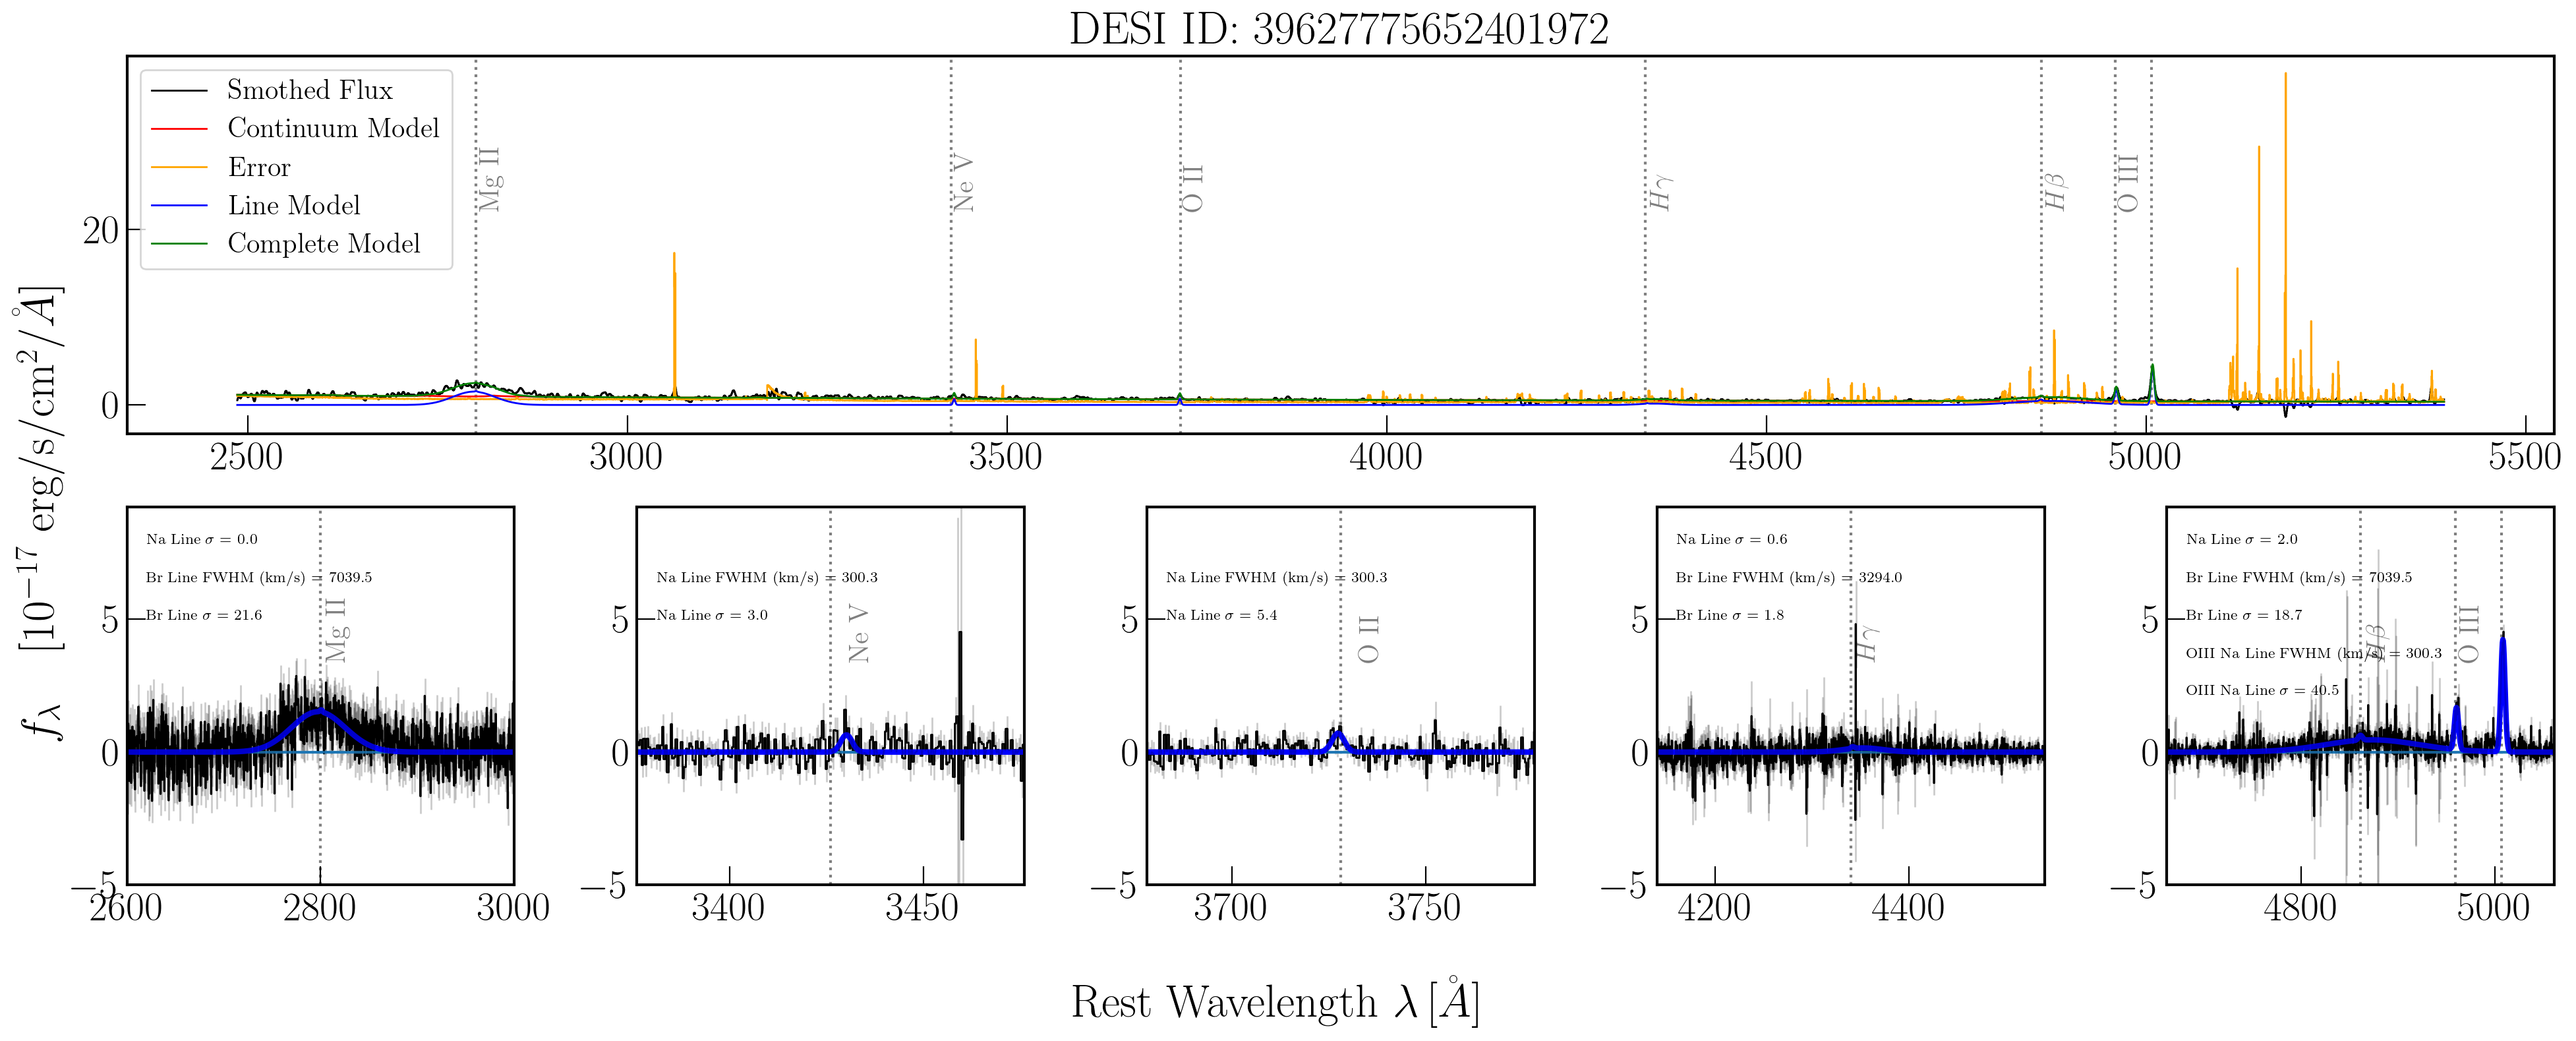 DESI ID: 39627775652401972
Smothed Flux
Continuum Model
Error
Line Model
Complete Model
Mg II
Ne V
O II
Hγ
Hβ
O III
20
0
2500 3000 3500 4000 4500 5000 5500
f_λ [10^{-17} erg/s/cm^2/Å]
Na Line σ = 0.0
Br Line FWHM (km/s) = 7039.5
Br Line σ = 21.6
Mg II
5
0
−5
2600 2800 3000
Na Line FWHM (km/s) = 300.3
Na Line σ = 3.0
Ne V
5
0
−5
3400 3450
Na Line FWHM (km/s) = 300.3
Na Line σ = 5.4
O II
5
0
−5
3700 3750
Na Line σ = 0.6
Br Line FWHM (km/s) = 3294.0
Br Line σ = 1.8
Hγ
5
0
−5
4200 4400
Na Line σ = 2.0
Br Line FWHM (km/s) = 7039.5
Br Line σ = 18.7
OIII Na Line FWHM (km/s) = 300.3
OIII Na Line σ = 40.5
Hβ
O III
5
0
−5
4800 5000
Rest Wavelength λ [Å]